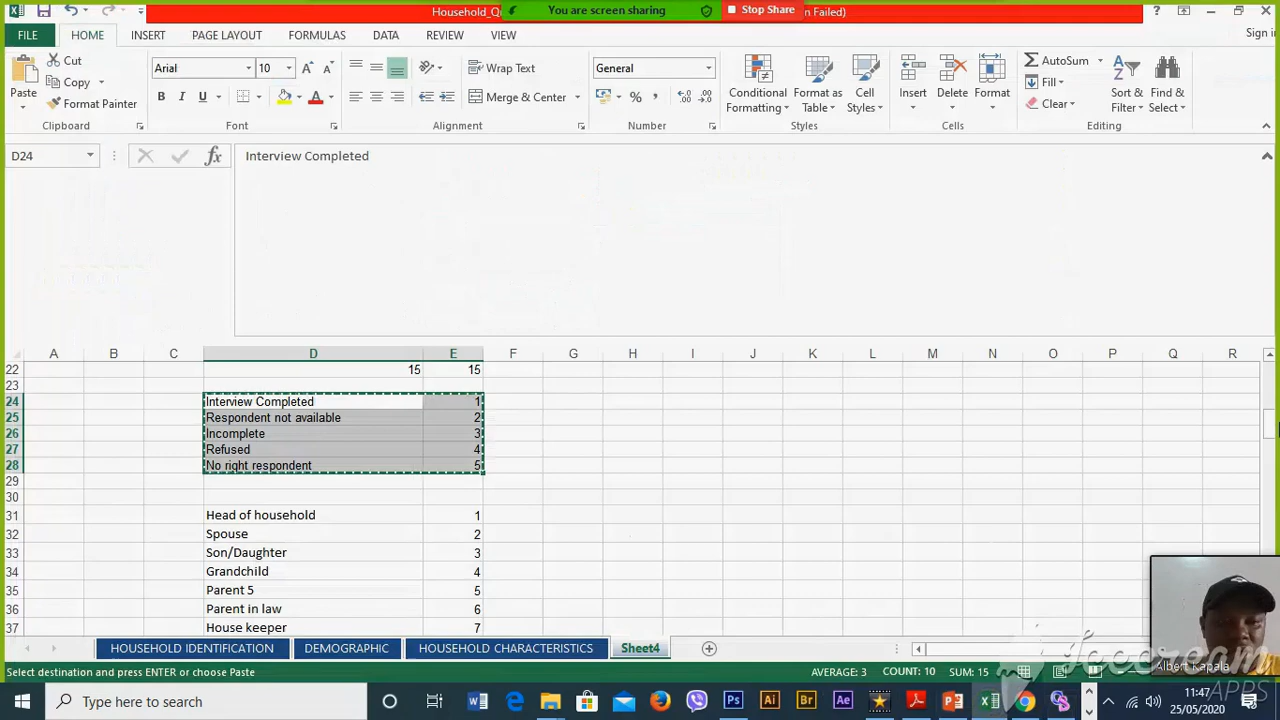 Household_Qu
You are screen sharing
Stop Share
n Failed)
FILE HOME INSERT PAGE LAYOUT FORMULAS DATA REVIEW VIEW
Sign in
Cut
Copy
Format Painter
Paste
Arial 10
B I U A
Wrap Text
Merge & Center
General
%
Conditional Formatting
Format as Table
Cell Styles
Insert Delete Format
AutoSum
Fill
Clear
Sort & Filter
Find & Select
Clipboard Font Alignment Number Styles Cells Editing
D24 fx Interview Completed
A B C D E F G H I J K L M N O P Q R
22 15 15
23
24 Interview Completed 1
25 Respondent not available 2
26 Incomplete 3
27 Refused 4
28 No right respondent 5
29
30
31 Head of household 1
32 Spouse 2
33 Son/Daughter 3
34 Grandchild 4
35 Parent 5 5
36 Parent in law 6
37 House keeper 7
HOUSEHOLD IDENTIFICATION DEMOGRAPHIC HOUSEHOLD CHARACTERISTICS Sheet4
Select destination and press ENTER or choose Paste
AVERAGE: 3 COUNT: 10 SUM: 15
Albert Kapala
Icecream
APPS
Type here to search
11:47
25/05/2020